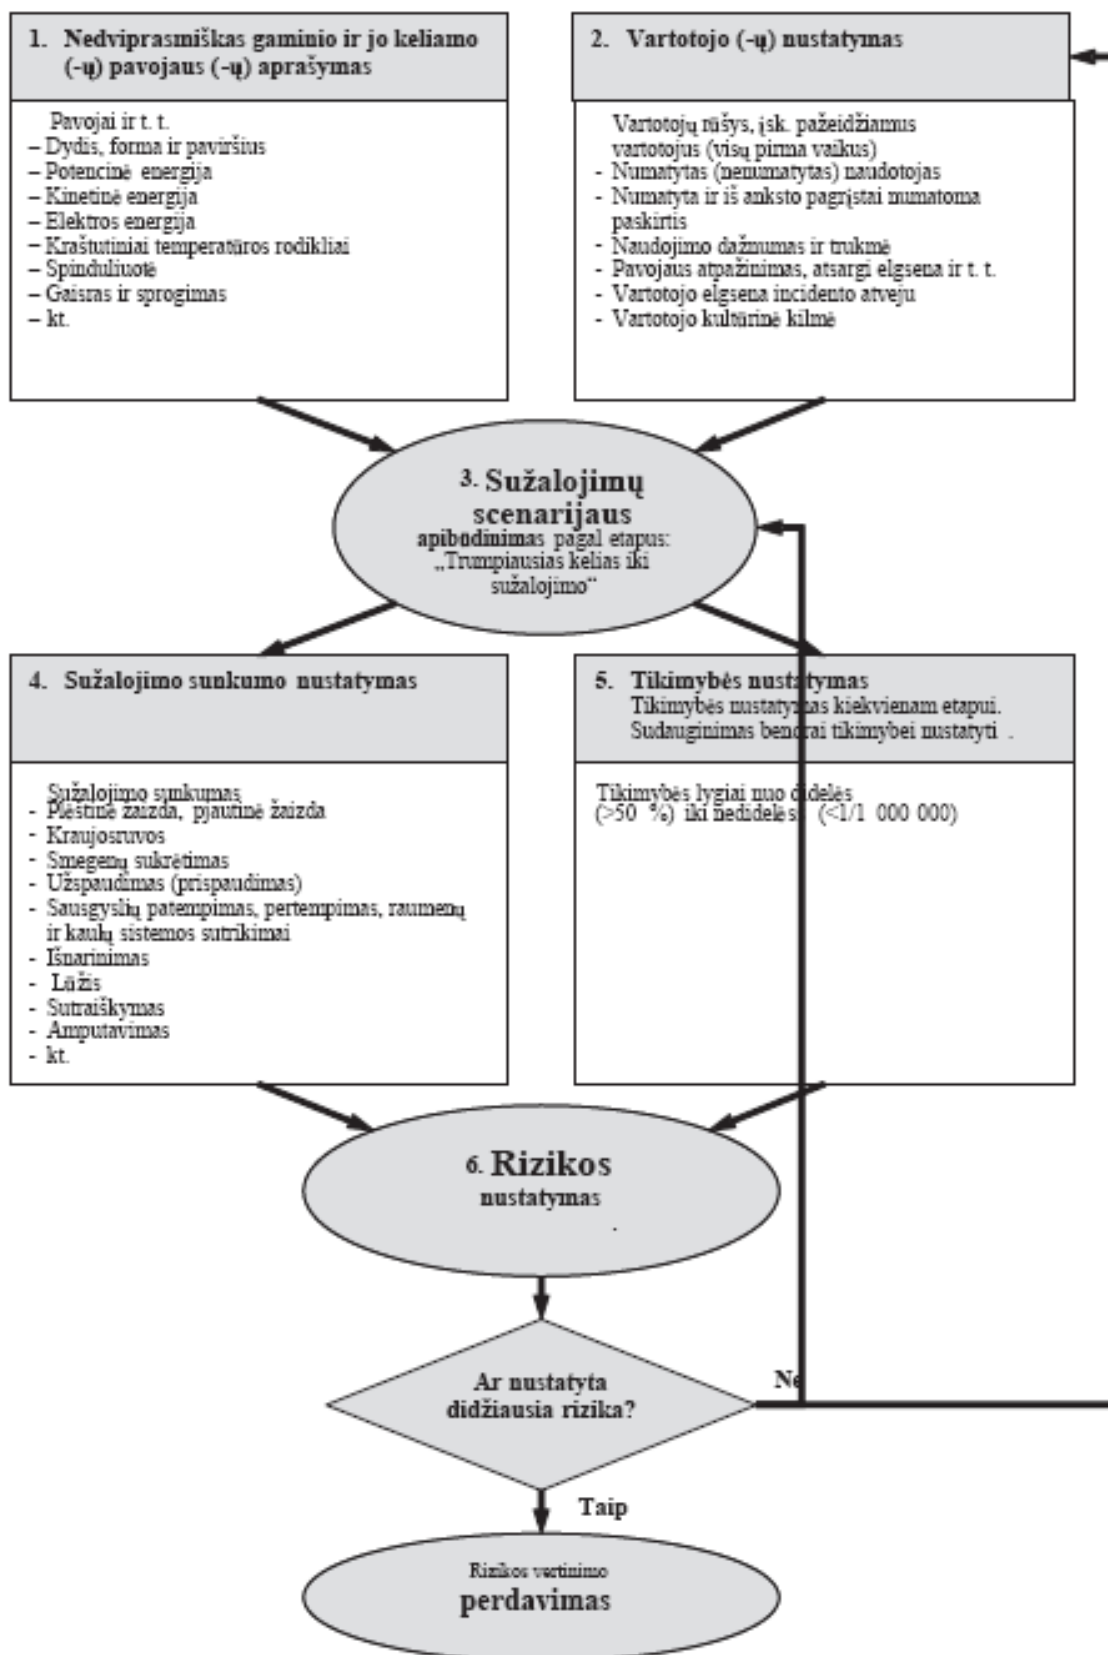 1. Nedviprasmiškas gaminio ir jo keliamo
(-ų) pavojaus (-ų) aprašymas
Pavojai ir t. t.
– Dydis, forma ir paviršius
– Potencinė energija
– Kinetinė energija
– Elektros energija
– Kraštutiniai temperatūros rodikliai
– Spinduliuotė
– Gaisras ir sprogimas
– kt.
2. Vartotojo (-ų) nustatymas
Vartotojų rūšys, įsk. pažeidžiamus
vartotojus (visų pirma vaikus)
- Numatytas (nenumatytas) naudotojas
- Numatyta ir iš anksto pagrįstai numatoma
paskirtis
- Naudojimo dažnumas ir trukmė
- Pavojaus atpažinimas, atsargi elgsena ir t. t.
- Vartotojo elgsena incidento atveju
- Vartotojo kultūrinė kilmė
3. Sužalojimų
scenarijaus
apibūdinimas pagal etapus:
„Trumpiausias kelias iki
sužalojimo“
4. Sužalojimo sunkumo nustatymas
Sužalojimo sunkumas
- Plėštinė žaizda, pjautinė žaizda
- Kraujosruvos
- Smegenų sukrėtimas
- Užspaudimas (prispaudimas)
- Sausgyslių patempimas, pertempimas, raumenų
ir kaulų sistemos sutrikimai
- Išnarinimas
- Lūžis
- Sutraiškymas
- Amputavimas
- kt.
5. Tikimybės nustatymas
Tikimybės nustatymas kiekvienam etapui.
Sudauginimas bendrai tikimybei nustatyti .
Tikimybės lygiai nuo didelės
(>50 %) iki nedidelės (<1/1 000 000)
6. Rizikos
nustatymas
.
Ar nustatyta
didžiausia rizika?
Ne
Taip
Rizikos vertinimo
perdavimas